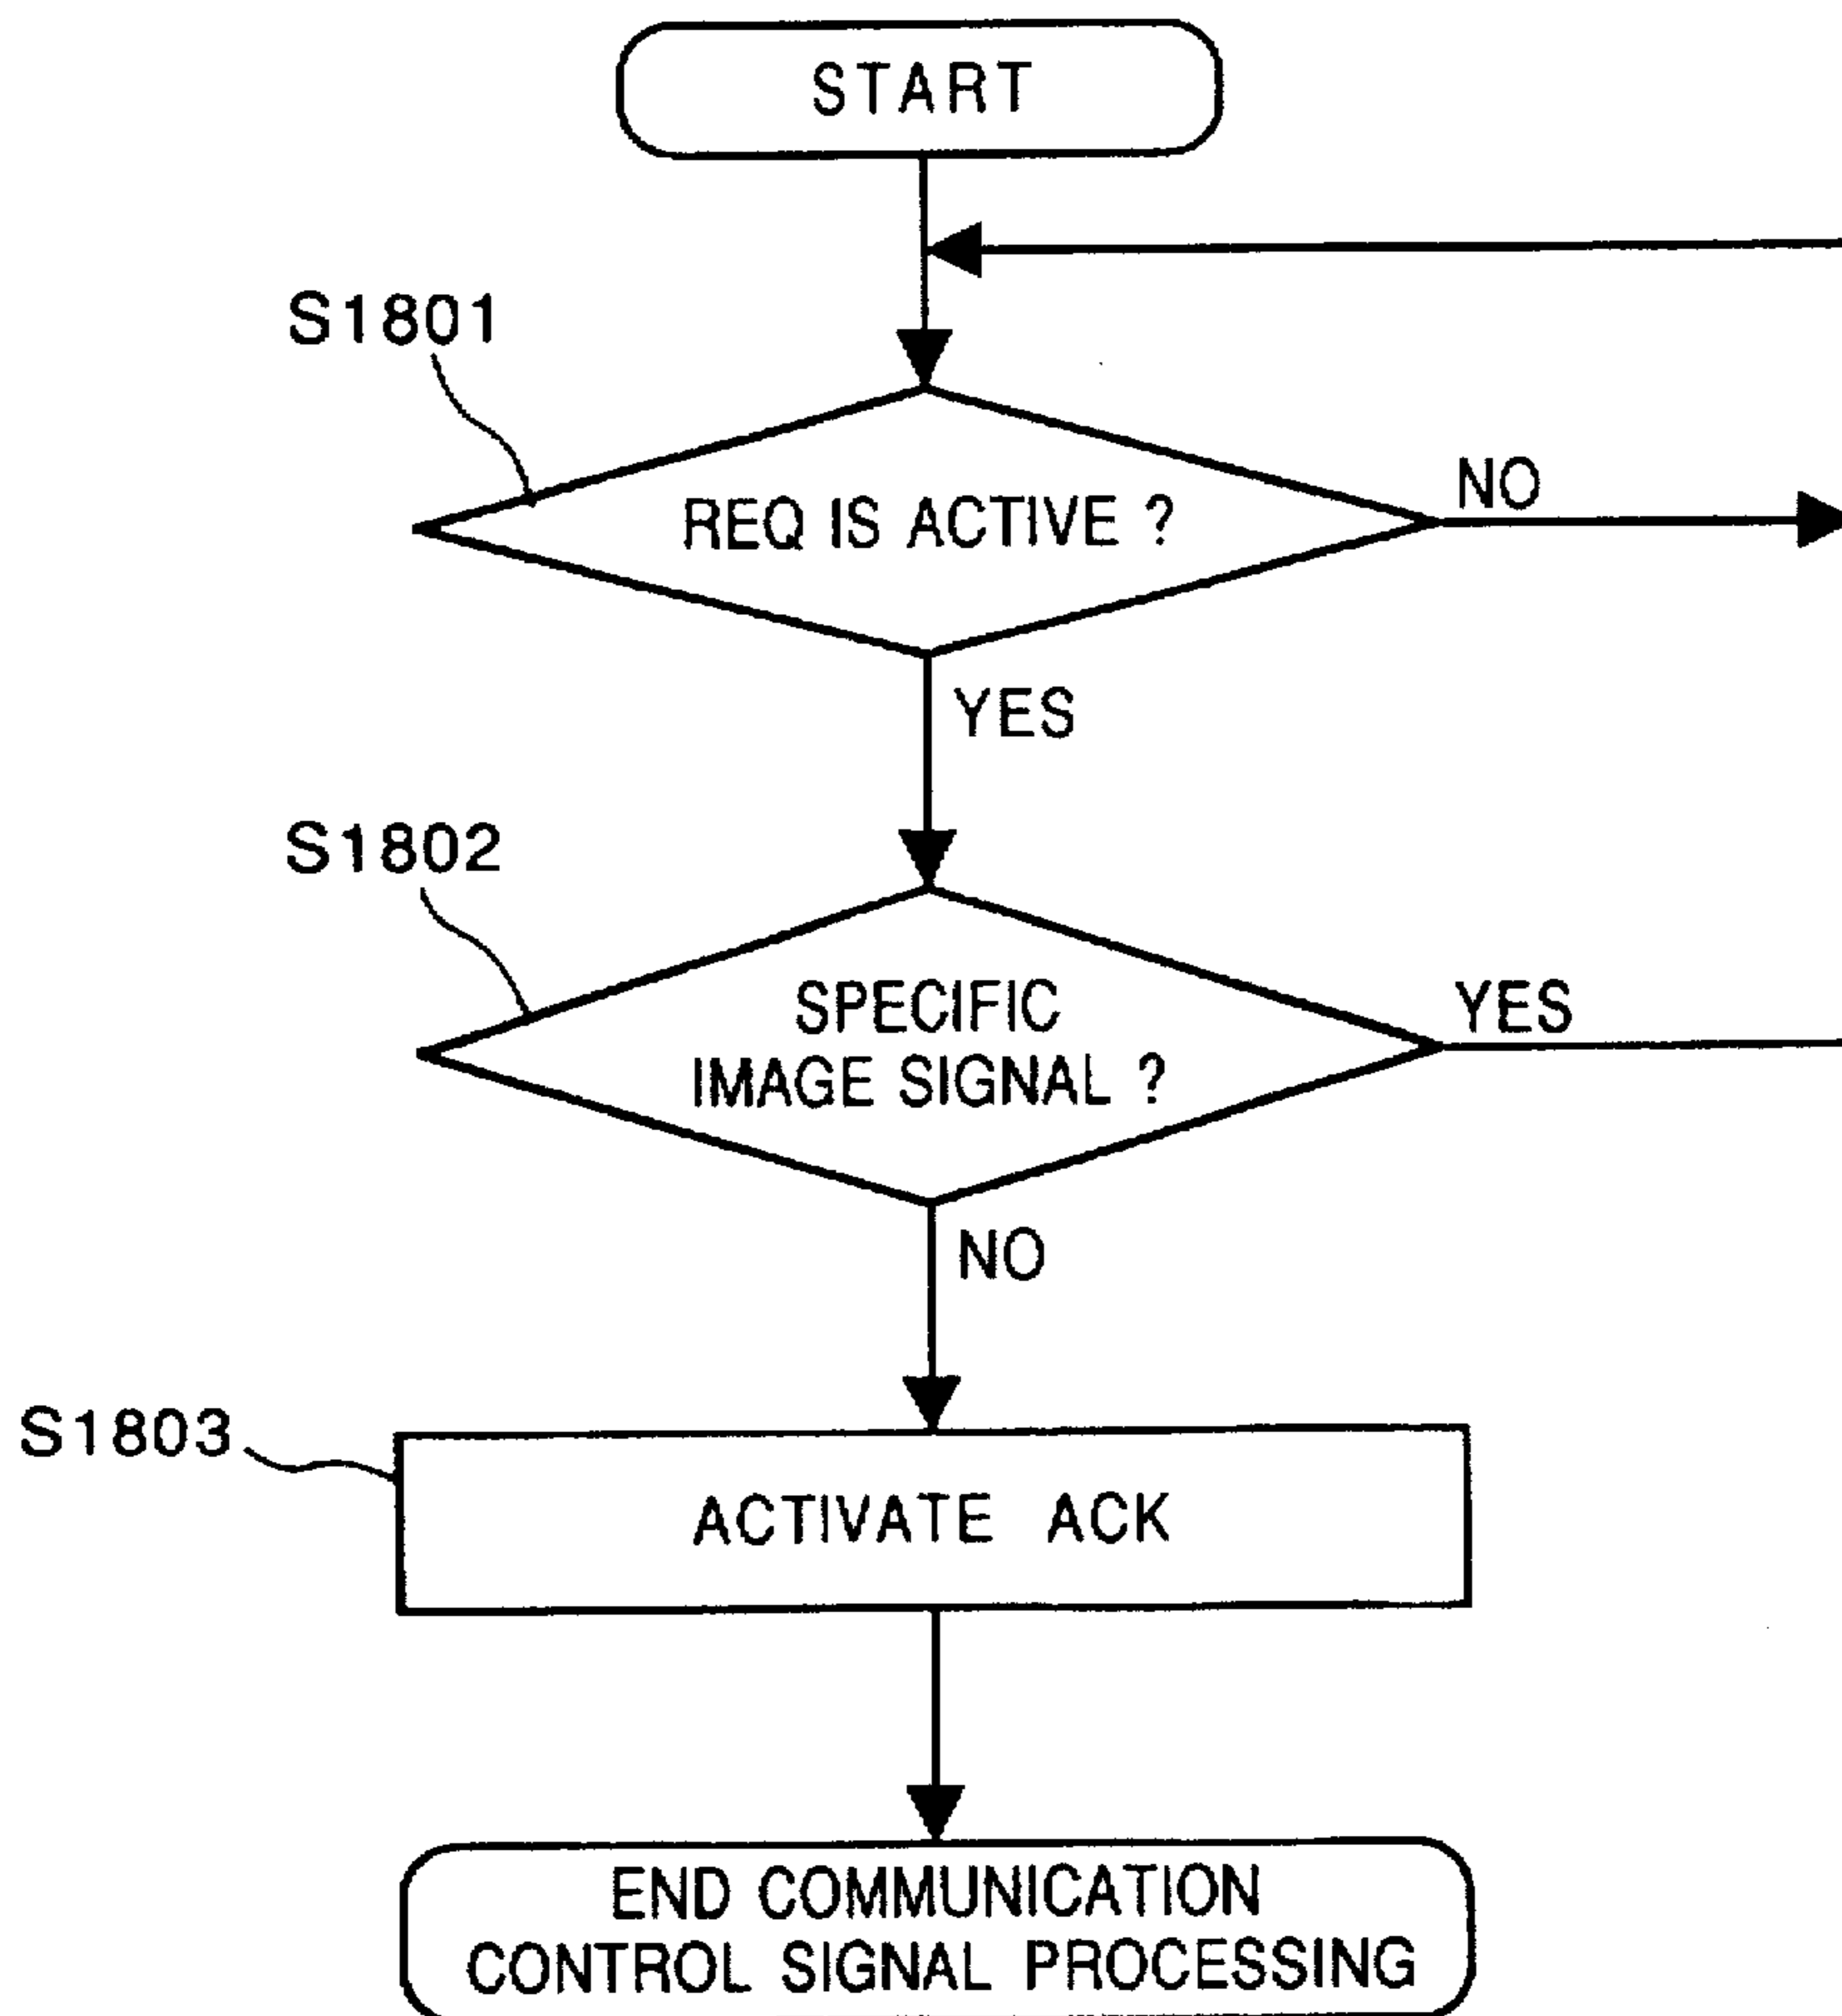 START
S1801
REQ IS ACTIVE ?
NO
YES
S1802
SPECIFIC
IMAGE SIGNAL ?
YES
NO
S1803
ACTIVATE ACK
END COMMUNICATION
CONTROL SIGNAL PROCESSING